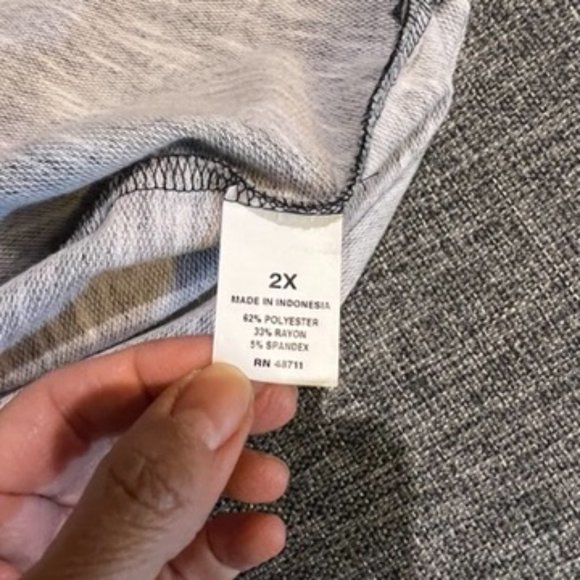 2X
MADE IN INDONESIA
62% POLYESTER
33% RAYON
5% SPANDEX
RN 48711